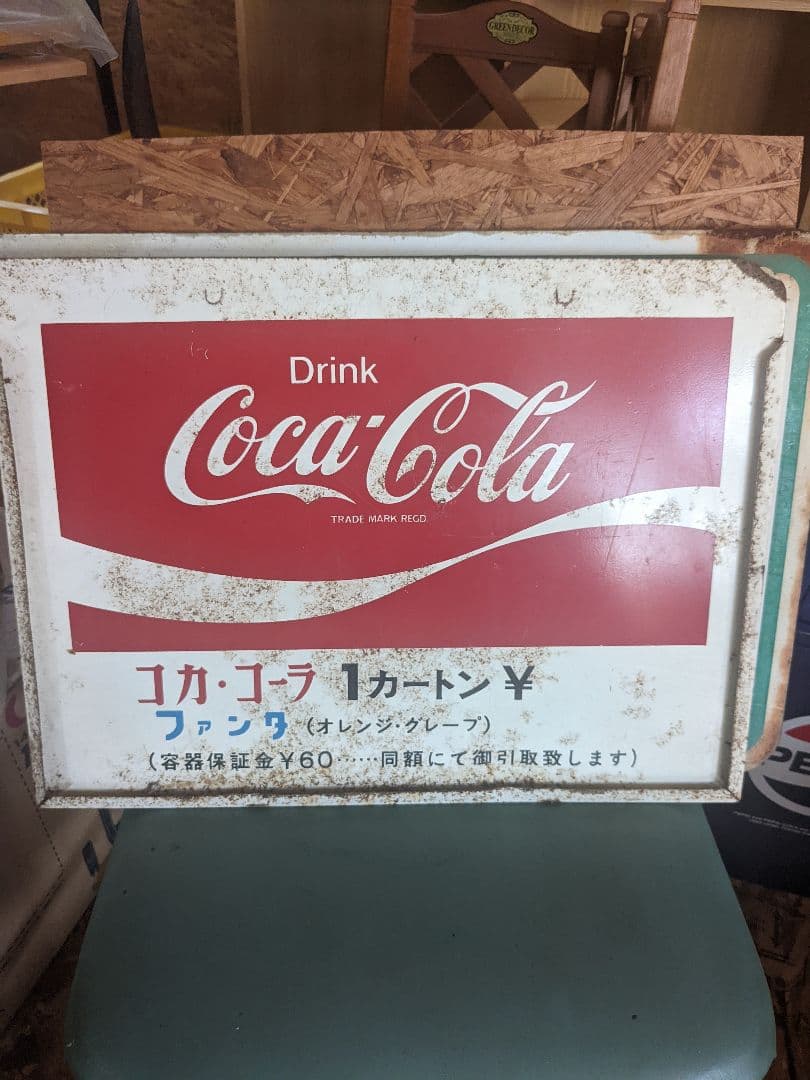 GREENDECOR
Drink
Coca-Cola
TRADE MARK REGD.
コカ・コーラ 1カートン ¥
ファンタ (オレンジ・グレープ)
(容器保証金¥60……同額にて御引取致します)
PE